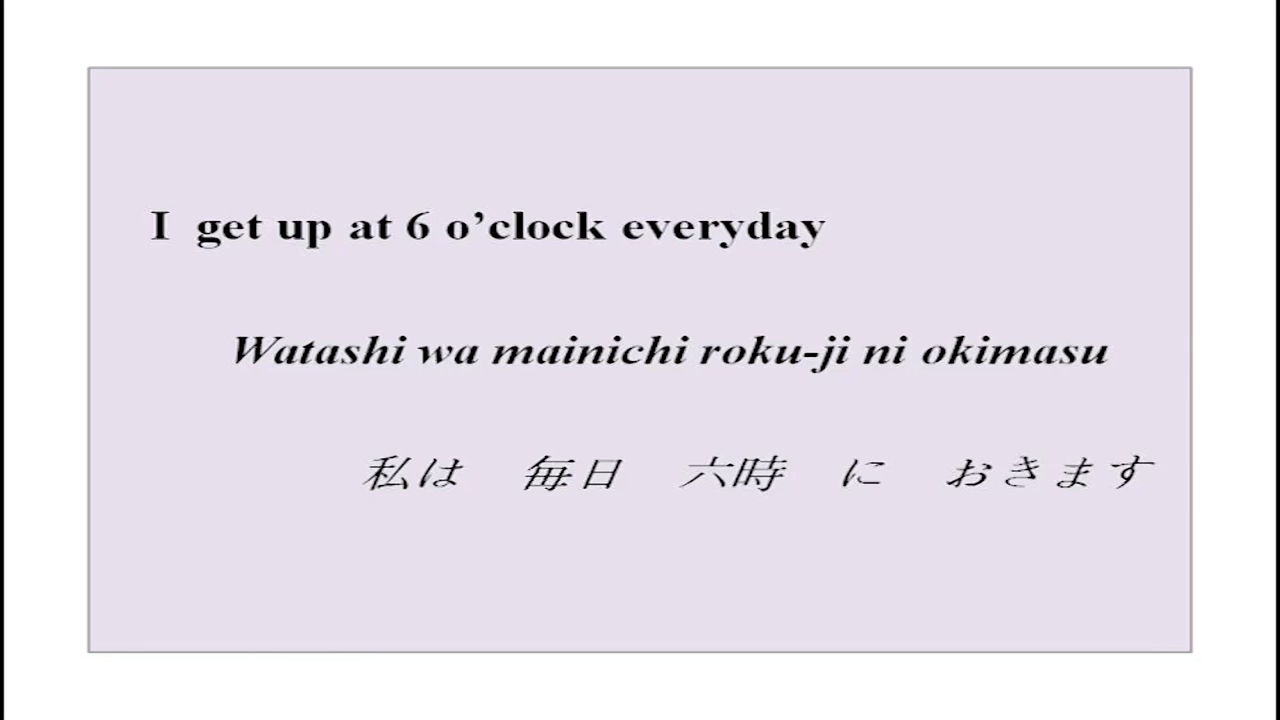 I get up at 6 o’clock everyday
Watashi wa mainichi roku-ji ni okimasu
私は 毎日 六時 に おきます